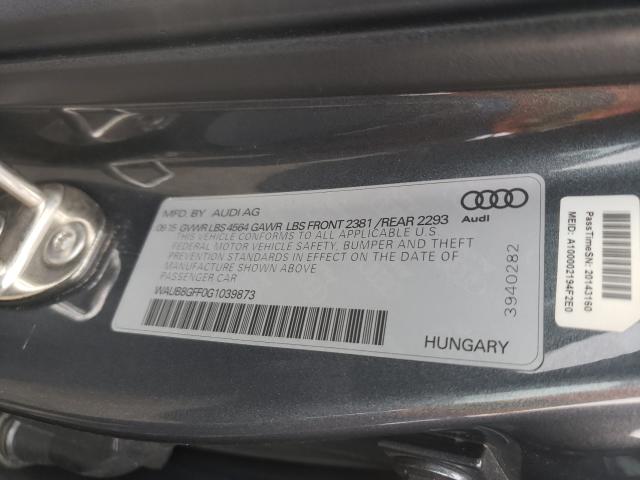 MFD. BY AUDI AG
08/15 GVWR LBS 4564 GAWR LBS FRONT 2381 /REAR 2293
THIS VEHICLE CONFORMS TO ALL APPLICABLE U.S.
FEDERAL MOTOR VEHICLE SAFETY, BUMPER AND THEFT
PREVENTION STANDARDS IN EFFECT ON THE DATE OF
MANUFACTURE SHOWN ABOVE.
PASSENGER CAR
WAUB8GFF0G1039873
Audi
3940282
HUNGARY
PassTimeSN: 20143160
MEID: A100002194F2E0